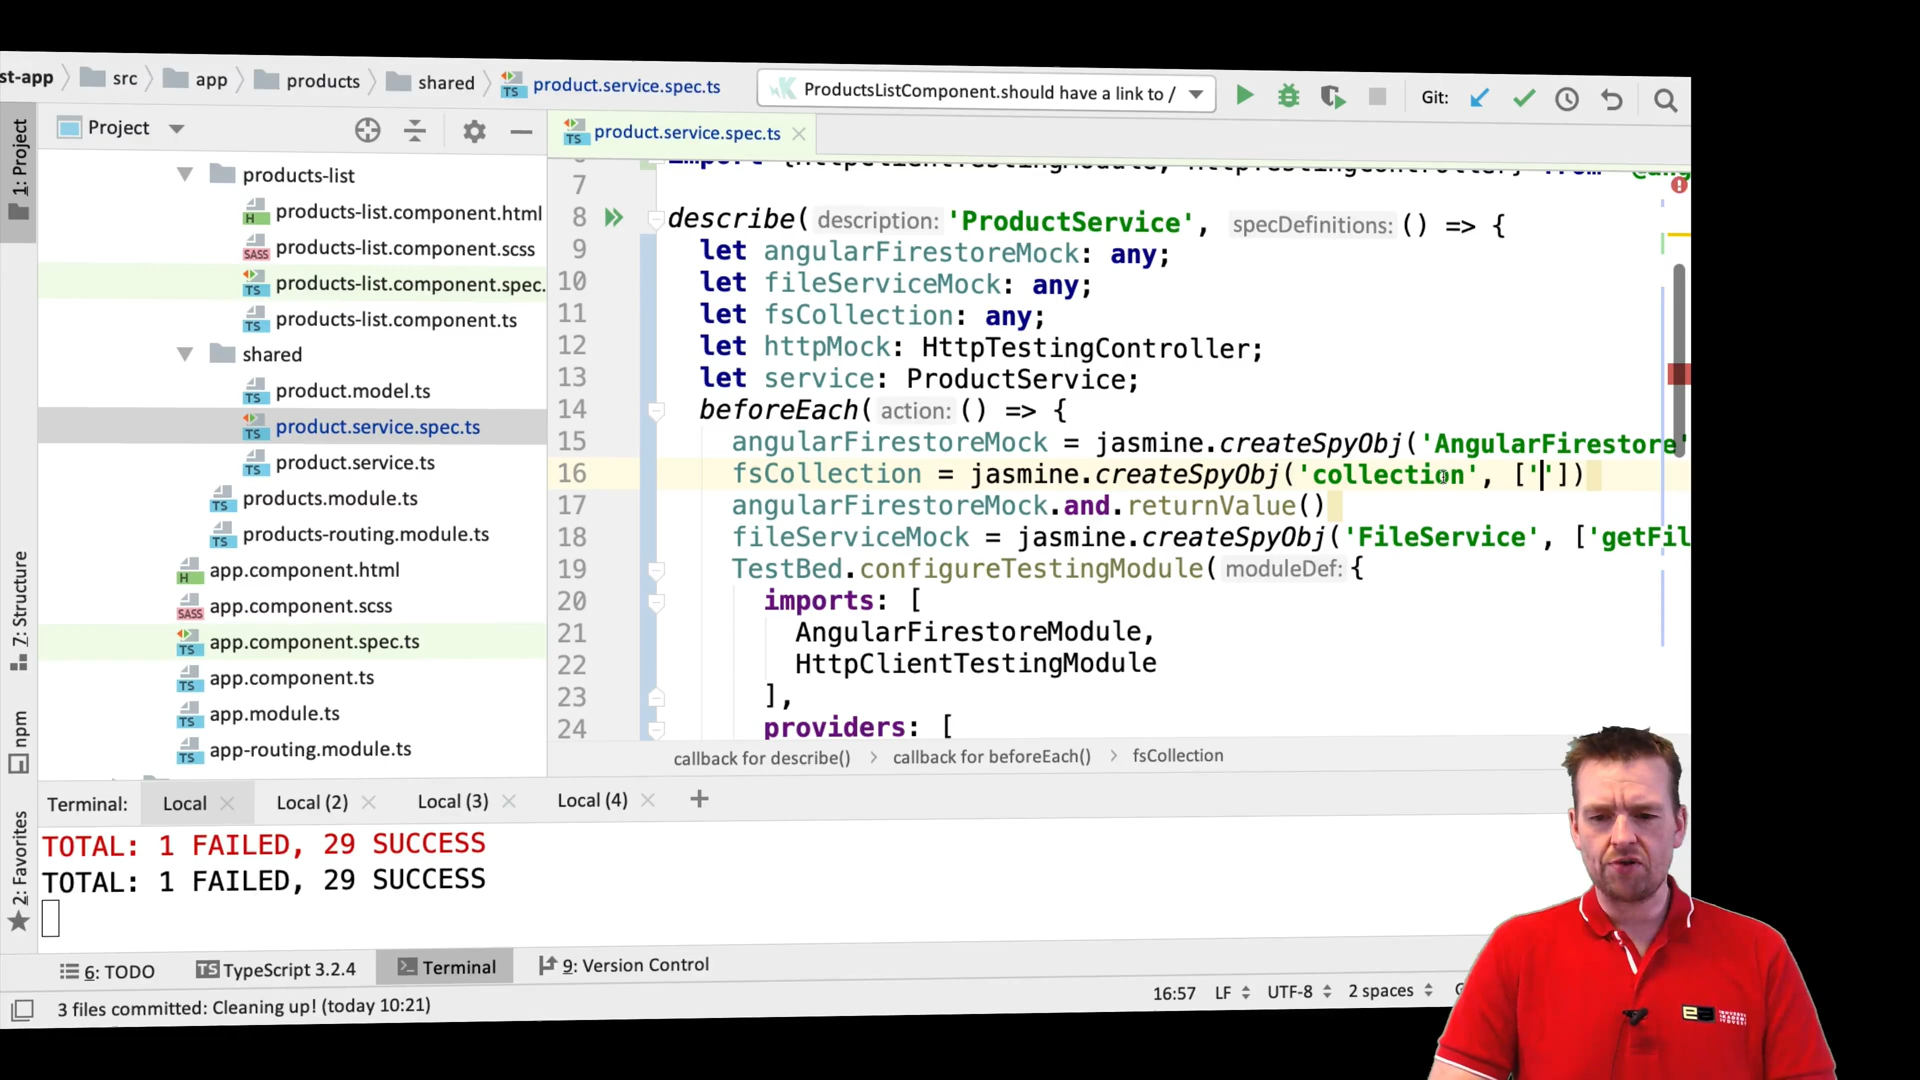 st-app src app products shared product.service.spec.ts ProductsListComponent.should have a link to / Git:
Project product.service.spec.ts
1: Project
Z: Structure
npm
2: Favorites
products-list
products-list.component.html
products-list.component.scss
products-list.component.spec.
products-list.component.ts
shared
product.model.ts
product.service.spec.ts
product.service.ts
products.module.ts
products-routing.module.ts
app.component.html
app.component.scss
app.component.spec.ts
app.component.ts
app.module.ts
app-routing.module.ts
7
8 describe( description: 'ProductService', specDefinitions: () => {
9 let angularFirestoreMock: any;
10 let fileServiceMock: any;
11 let fsCollection: any;
12 let httpMock: HttpTestingController;
13 let service: ProductService;
14 beforeEach( action: () => {
15 angularFirestoreMock = jasmine.createSpyObj('AngularFirestore'
16 fsCollection = jasmine.createSpyObj('collection', [''])
17 angularFirestoreMock.and.returnValue()
18 fileServiceMock = jasmine.createSpyObj('FileService', ['getFil
19 TestBed.configureTestingModule( moduleDef: {
20 imports: [
21 AngularFirestoreModule,
22 HttpClientTestingModule
23 ],
24 providers: [
callback for describe() callback for beforeEach() fsCollection
Terminal: Local Local (2) Local (3) Local (4)
TOTAL: 1 FAILED, 29 SUCCESS
TOTAL: 1 FAILED, 29 SUCCESS
6: TODO TypeScript 3.2.4 Terminal 9: Version Control
3 files committed: Cleaning up! (today 10:21) 16:57 LF UTF-8 2 spaces